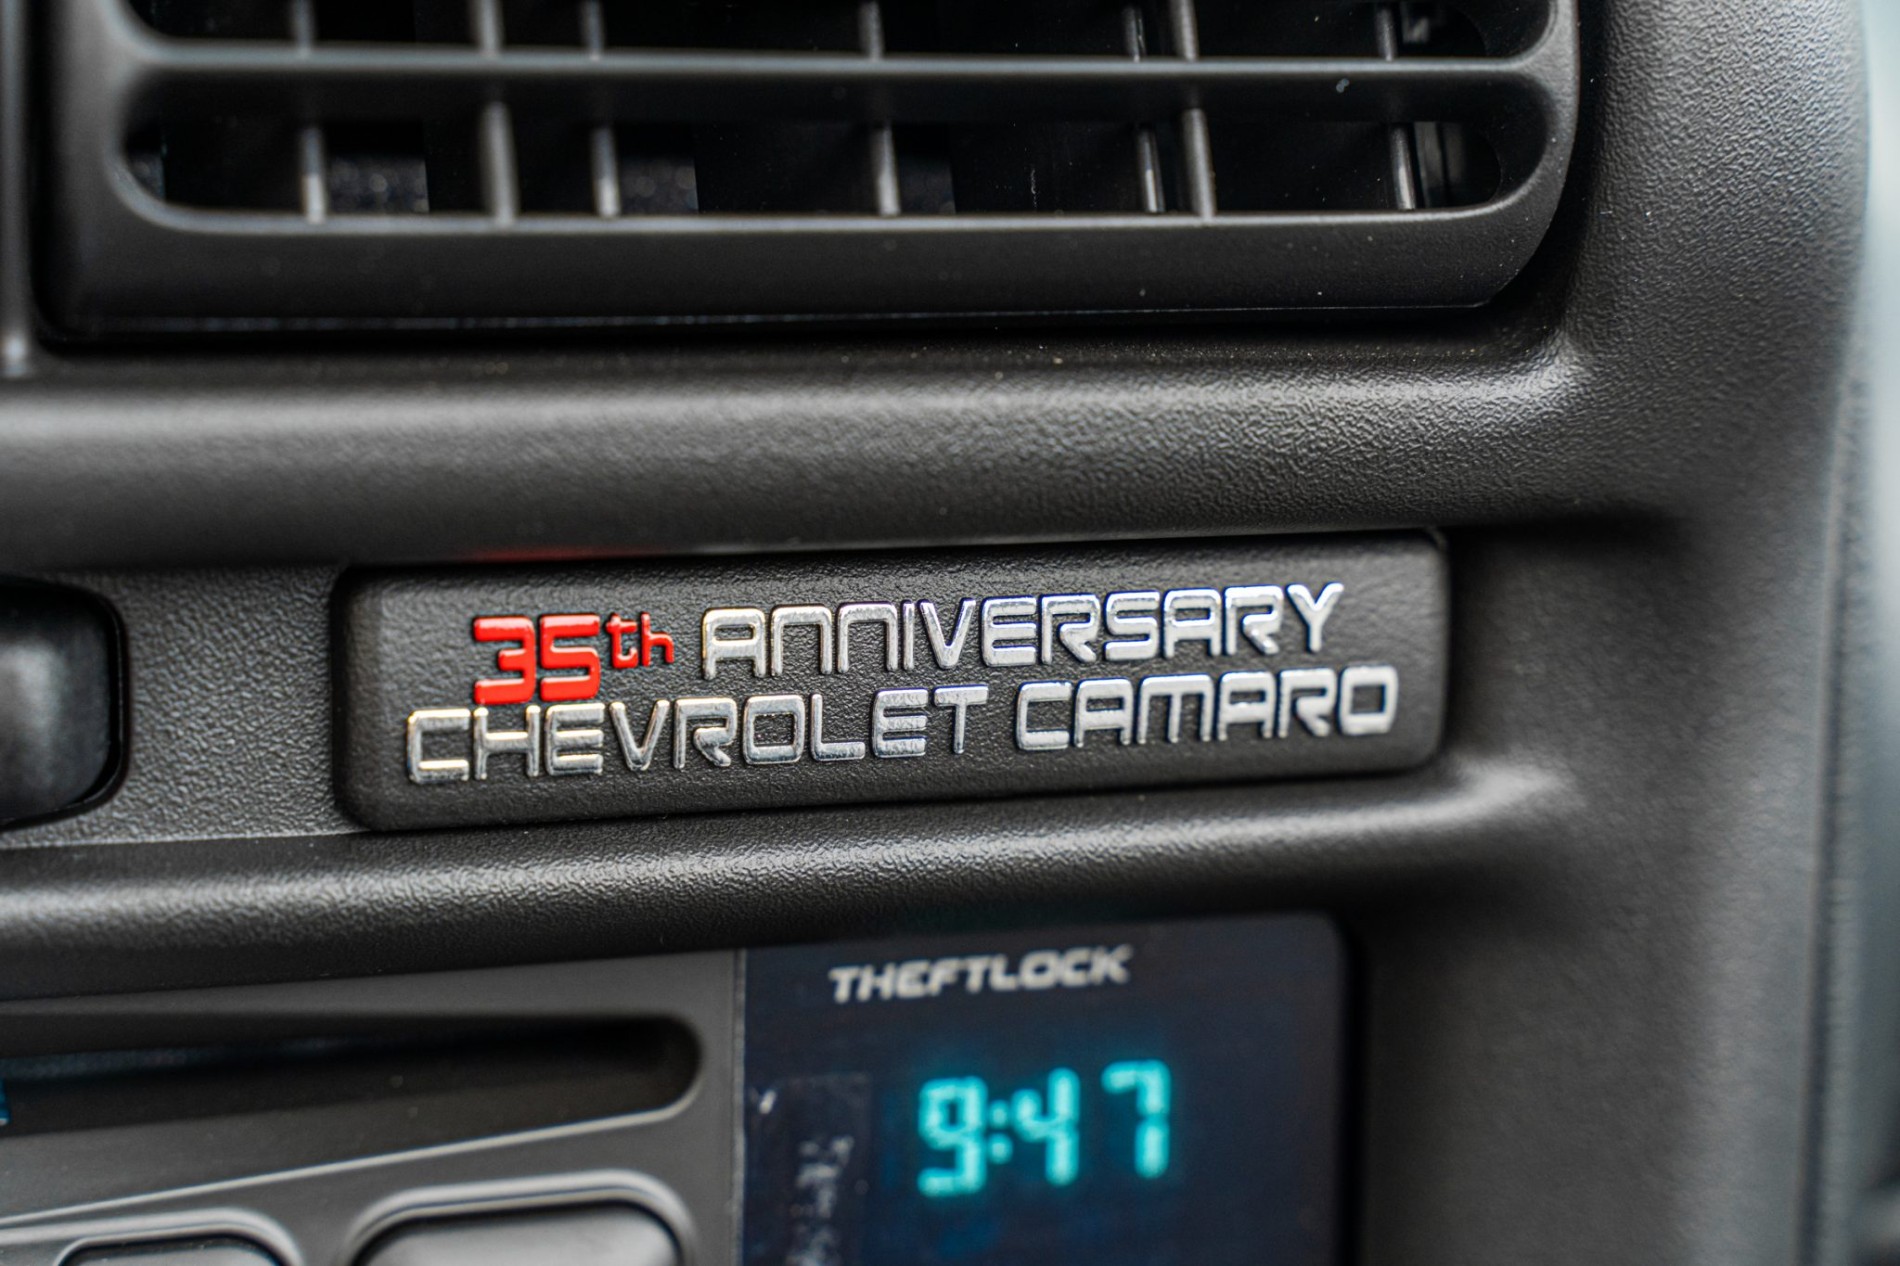 35th ANNIVERSARY
CHEVROLET CAMARO
THEFTLOCK
9:47